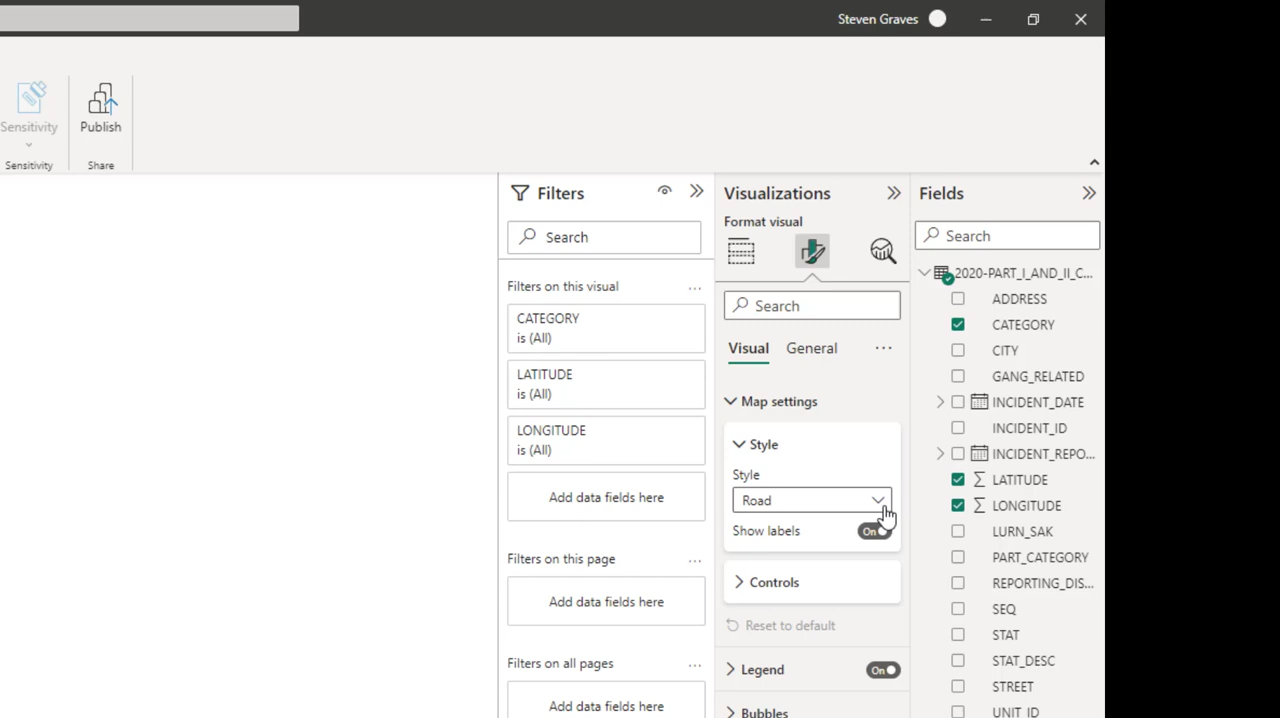 Steven Graves
Sensitivity
Publish
Sensitivity
Share
Filters
Search
Filters on this visual
...
CATEGORY
is (All)
LATITUDE
is (All)
LONGITUDE
is (All)
Add data fields here
Filters on this page
...
Add data fields here
Filters on all pages
...
Add data fields here
Visualizations
Format visual
Search
Visual General ...
Map settings
Style
Style
Road
Show labels On
Controls
Reset to default
Legend On
Bubbles
Fields
Search
2020-PART_I_AND_II_C...
ADDRESS
CATEGORY
CITY
GANG_RELATED
INCIDENT_DATE
INCIDENT_ID
INCIDENT_REPO...
∑ LATITUDE
∑ LONGITUDE
LURN_SAK
PART_CATEGORY
REPORTING_DIS...
SEQ
STAT
STAT_DESC
STREET
UNIT_ID